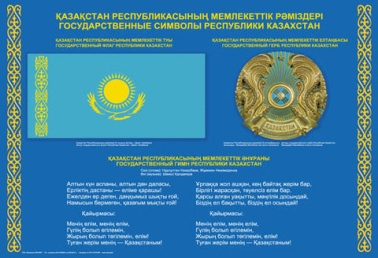 ҚАЗАҚСТАН РЕСПУБЛИКАСЫНЫҢ МЕМЛЕКЕТТІК РӘМІЗДЕРІ
ГОСУДАРСТВЕННЫЕ СИМВОЛЫ РЕСПУБЛИКИ КАЗАХСТАН
ҚАЗАҚСТАН РЕСПУБЛИКАСЫНЫҢ МЕМЛЕКЕТТІК ТУЫ
ГОСУДАРСТВЕННЫЙ ФЛАГ РЕСПУБЛИКИ КАЗАХСТАН
ҚАЗАҚСТАН РЕСПУБЛИКАСЫНЫҢ МЕМЛЕКЕТТІК ЕЛТАҢБАСЫ
ГОСУДАРСТВЕННЫЙ ГЕРБ РЕСПУБЛИКИ КАЗАХСТАН
ҚАЗАҚСТАН
ҚАЗАҚСТАН РЕСПУБЛИКАСЫНЫҢ МЕМЛЕКЕТТІК ӘНҰРАНЫ
ГОСУДАРСТВЕННЫЙ ГИМН РЕСПУБЛИКИ КАЗАХСТАН
Алтын күн аспаны, алтын дән даласы,
Ерліктің дастаны — еліме қарашы!
Ежелден ер деген, даңқымыз шықты ғой,
Намысын бермеген, қазағым мықты ғой!
Қайырмасы:
Менің елім, менің елім,
Гүлің болып егілемін,
Жырың болып төгілемін, елім!
Туған жерім менің — Қазақстаным!
Ұрпаққа жол ашқан, кең байтақ жерім бар,
Бірлігі жарасқан, тәуелсіз елім бар.
Қарсы алған уақытты, мәңгілік досындай,
Біздің ел бақытты, біздің ел осындай!
Қайырмасы:
Менің елім, менің елім,
Гүлің болып егілемін,
Жырың болып төгілемін, елім!
Туған жерім менің — Қазақстаным!